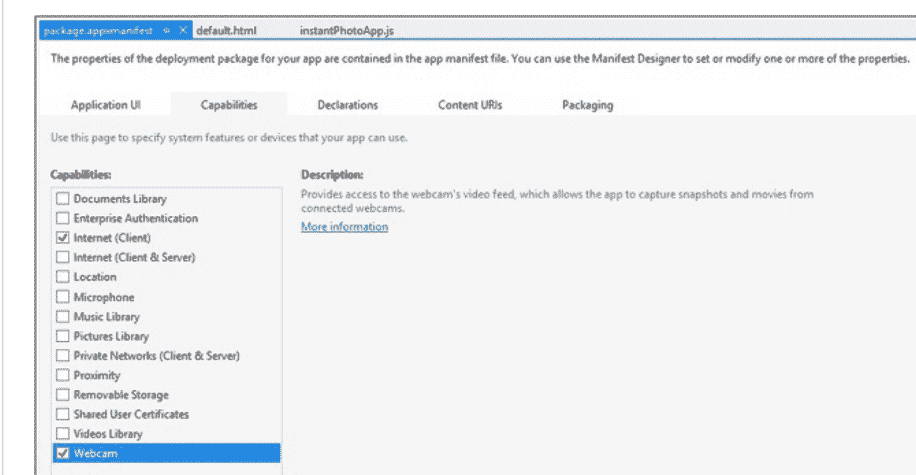 package.appxmanifest default.html instantPhotoApp.js
The properties of the deployment package for your app are contained in the app manifest file. You can use the Manifest Designer to set or modify one or more of the properties.
Application UI Capabilities Declarations Content URIs Packaging
Use this page to specify system features or devices that your app can use.
Capabilities:
Documents Library
Enterprise Authentication
Internet (Client)
Internet (Client & Server)
Location
Microphone
Music Library
Pictures Library
Private Networks (Client & Server)
Proximity
Removable Storage
Shared User Certificates
Videos Library
Webcam
Description:
Provides access to the webcam's video feed, which allows the app to capture snapshots and movies from
connected webcams.
More information